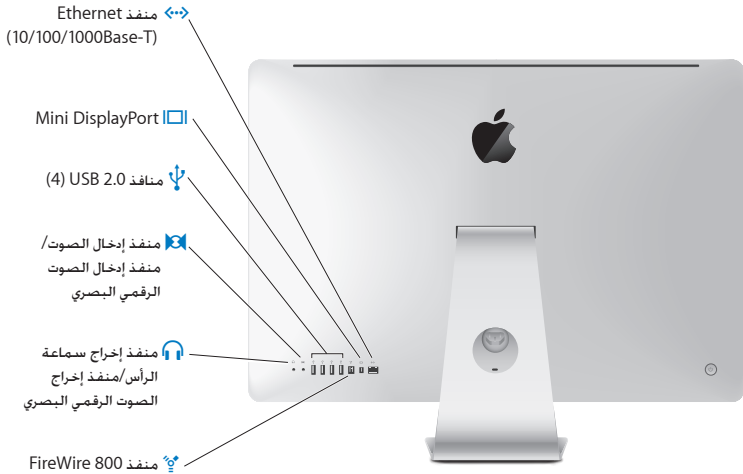 منفذ Ethernet
(10/100/1000Base-T)
Mini DisplayPort
منافذ USB 2.0 (4)
منفذ إدخال الصوت/
منفذ إدخال الصوت
الرقمي البصري
منفذ إخراج سماعة
الرأس/منفذ إخراج
الصوت الرقمي البصري
منفذ FireWire 800